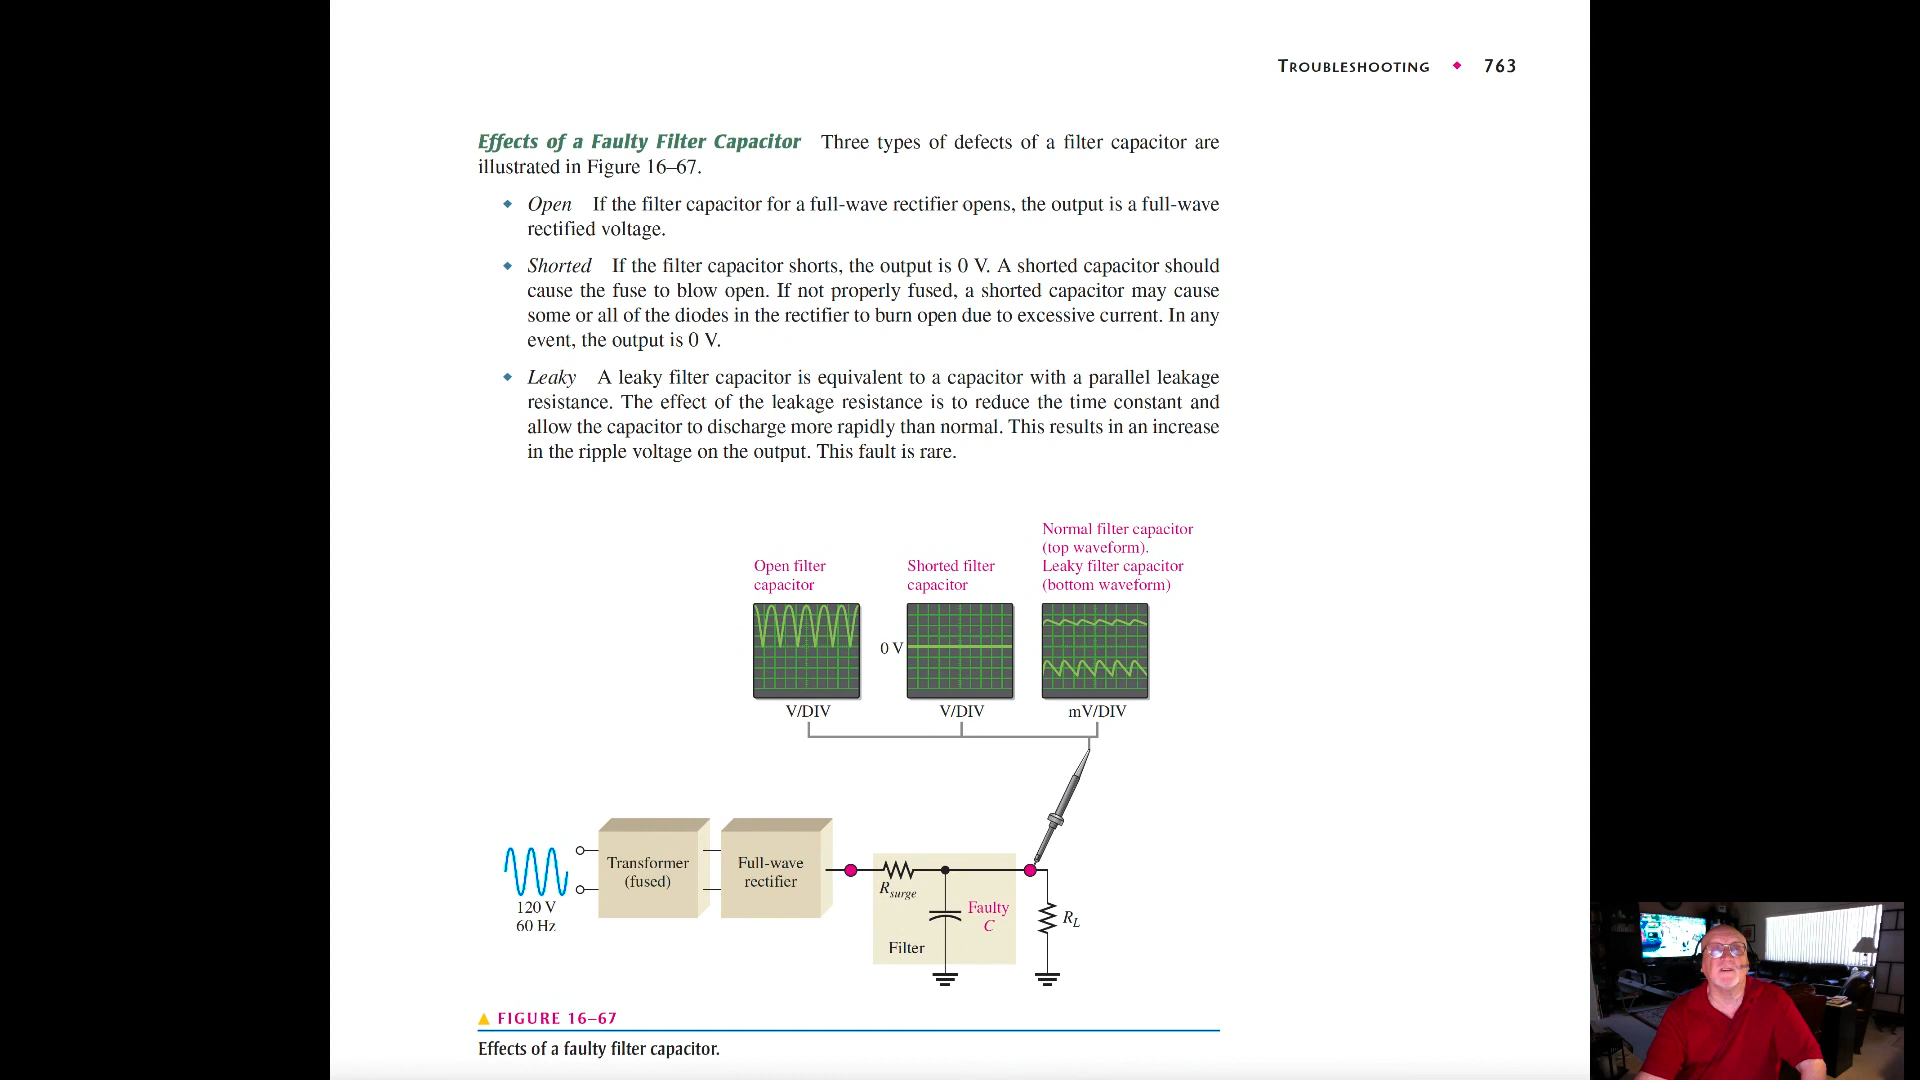 TROUBLESHOOTING ◆ 763
Effects of a Faulty Filter Capacitor Three types of defects of a filter capacitor are
illustrated in Figure 16–67.
◆ Open If the filter capacitor for a full-wave rectifier opens, the output is a full-wave
rectified voltage.
◆ Shorted If the filter capacitor shorts, the output is 0 V. A shorted capacitor should
cause the fuse to blow open. If not properly fused, a shorted capacitor may cause
some or all of the diodes in the rectifier to burn open due to excessive current. In any
event, the output is 0 V.
◆ Leaky A leaky filter capacitor is equivalent to a capacitor with a parallel leakage
resistance. The effect of the leakage resistance is to reduce the time constant and
allow the capacitor to discharge more rapidly than normal. This results in an increase
in the ripple voltage on the output. This fault is rare.
Open filter
capacitor
Shorted filter
capacitor
Normal filter capacitor
(top waveform).
Leaky filter capacitor
(bottom waveform)
0 V
V/DIV
V/DIV
mV/DIV
120 V
60 Hz
Transformer
(fused)
Full-wave
rectifier
Rsurge
Faulty
C
Filter
RL
▲ FIGURE 16–67
Effects of a faulty filter capacitor.